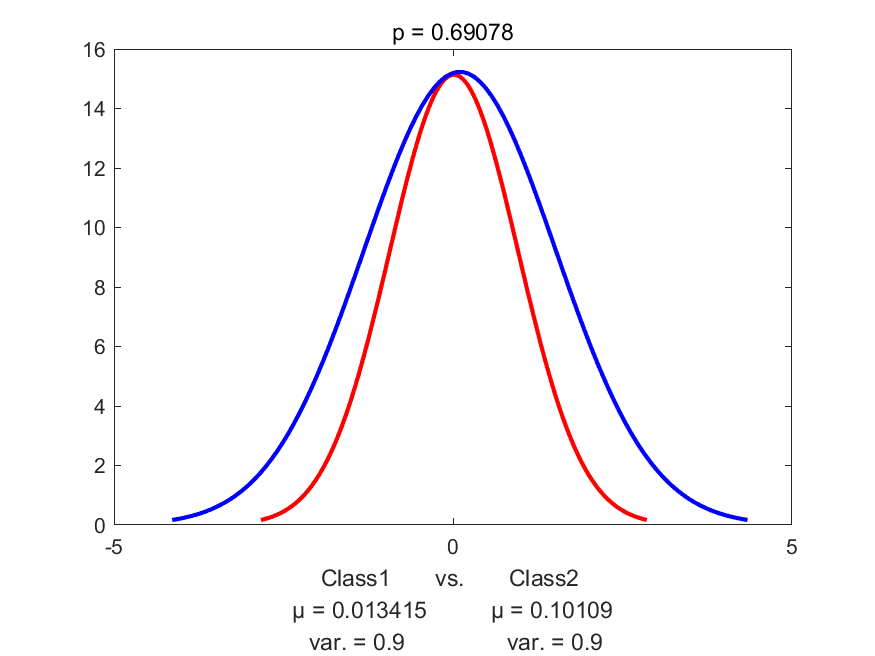 p = 0.69078
16
14
12
10
8
6
4
2
0
-5 0 5
Class1 vs. Class2
μ = 0.013415 μ = 0.10109
var. = 0.9 var. = 0.9